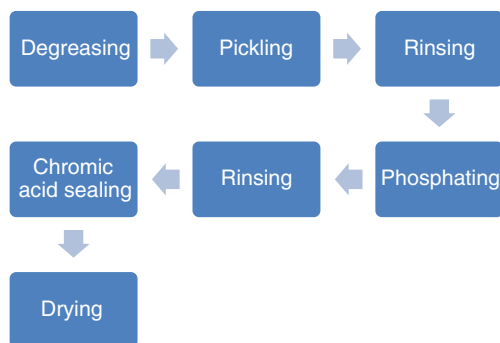 Degreasing
Pickling
Rinsing
Phosphating
Rinsing
Chromic
acid sealing
Drying